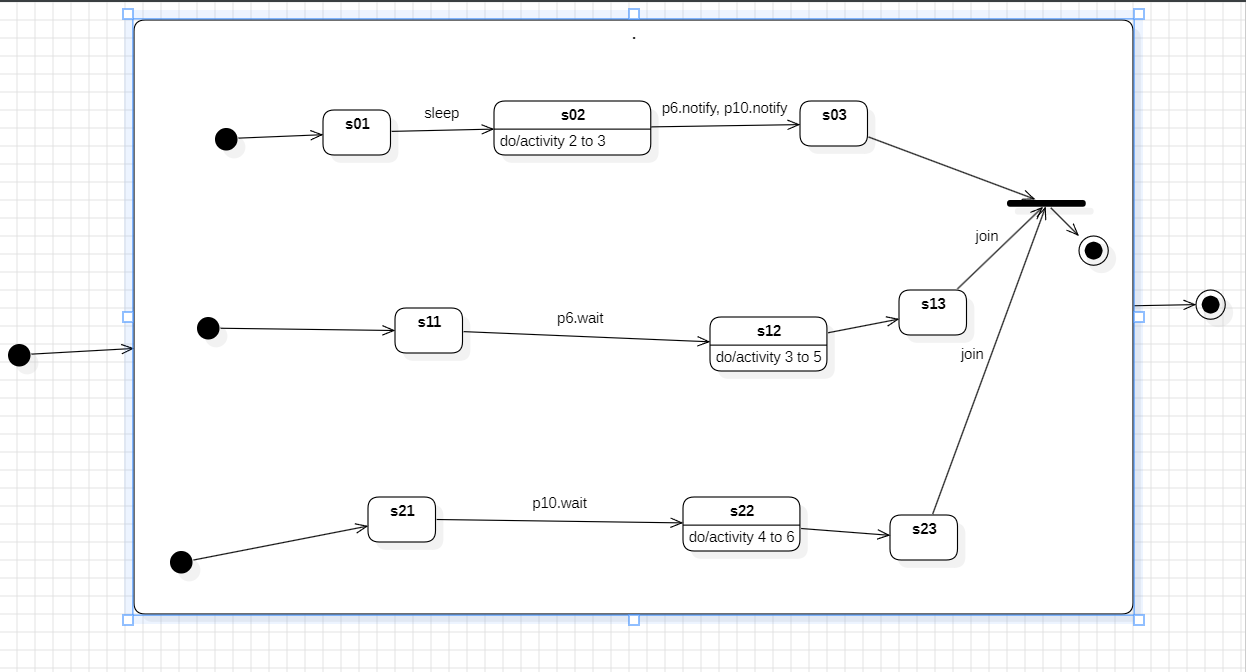 .
s01
sleep
s02
do/activity 2 to 3
p6.notify, p10.notify
s03
join
s11
p6.wait
s12
do/activity 3 to 5
s13
join
s21
p10.wait
s22
do/activity 4 to 6
s23